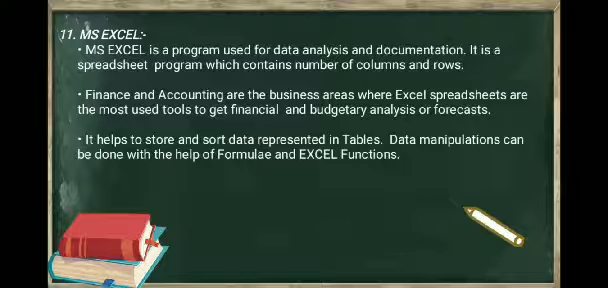 11. MS EXCEL:-
• MS EXCEL is a program used for data analysis and documentation. It is a
spreadsheet program which contains number of columns and rows.
• Finance and Accounting are the business areas where Excel spreadsheets are
the most used tools to get financial and budgetary analysis or forecasts.
• It helps to store and sort data represented in Tables. Data manipulations can
be done with the help of Formulae and EXCEL Functions.